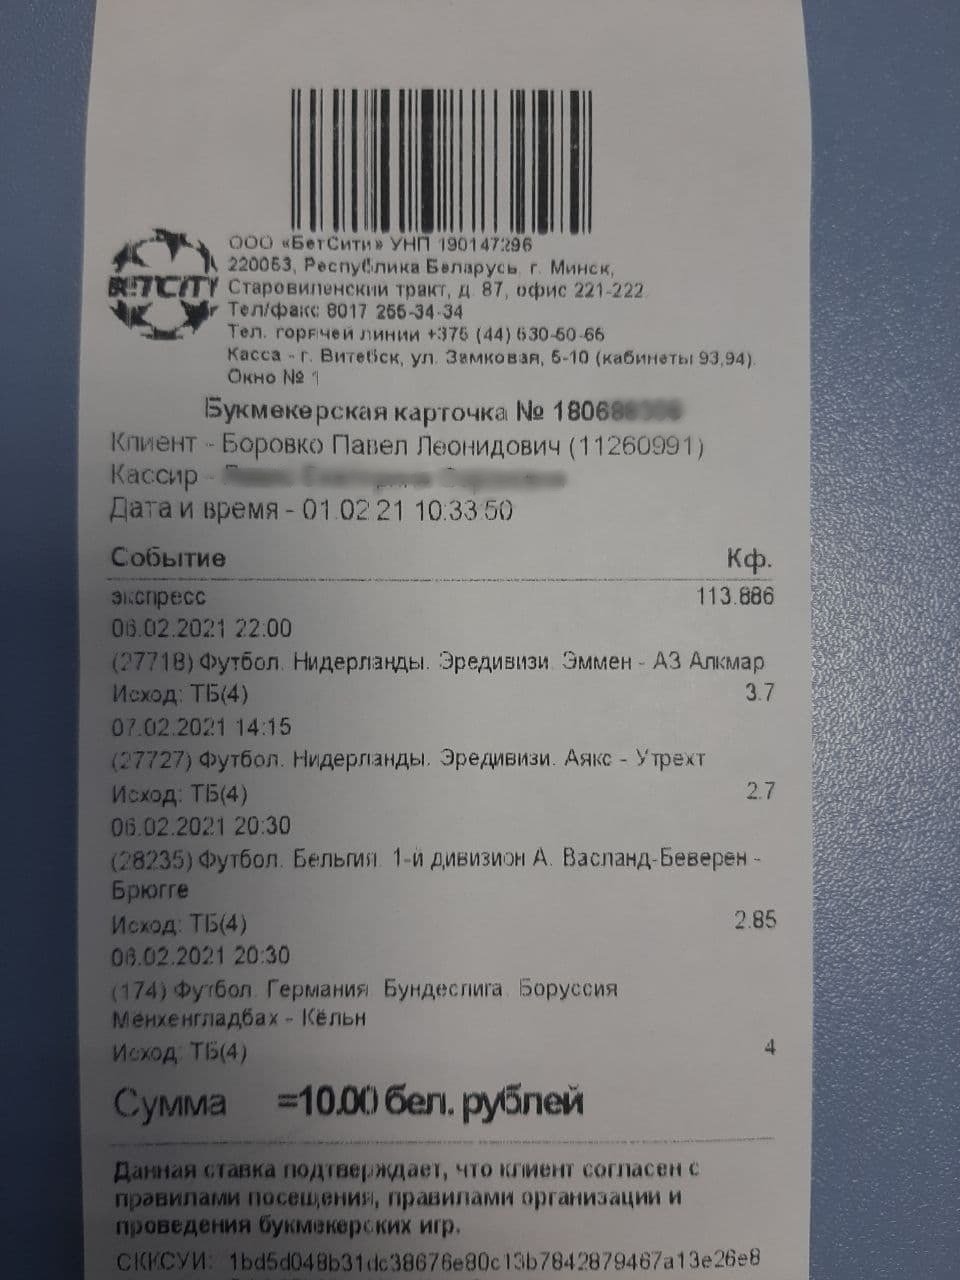 ООО «БетСити» УНП 190147296
BETCITY
220053, Республика Беларусь, г. Минск,
Старовиленский тракт, д. 87, офис 221-222
Тел/факс 8017 255-34-34
Тел. горячей линии +375 (44) 530-50-55
Касса - г. Витебск, ул. Замковая, 5-10 (кабинеты 93,94).
Окно № 1
Букмекерская карточка №
Клиент - Боровко Павел Леонидович (11260991)
Кассир -
Дата и время - 01.02.21 10:33:50
Событие Кф.
экспресс 113.886
06.02.2021 22:00
(27718) Футбол. Нидерланды. Эредивизи. Эммен - АЗ Алкмар
Исход: ТБ(4) 3.7
07.02.2021 14:15
(27727) Футбол. Нидерланды. Эредивизи. Аякс - Утрехт
Исход: ТБ(4) 2.7
06.02.2021 20:30
(28235) Футбол. Бельгия. 1-й дивизион А. Васланд-Беверен -
Брюгге
Исход: ТБ(4) 2.85
06.02.2021 20:30
(174) Футбол. Германия. Бундеслига. Боруссия
Менхенгладбах - Кёльн
Исход: ТБ(4) 4
Сумма =10.00 бел. рублей
Данная ставка подтверждает, что клиент согласен с
правилами посещения, правилами организации и
проведения букмекерских игр.
СККСУИ: 1bd5d048b31dc38676e80c13b7842879467a13e26e8